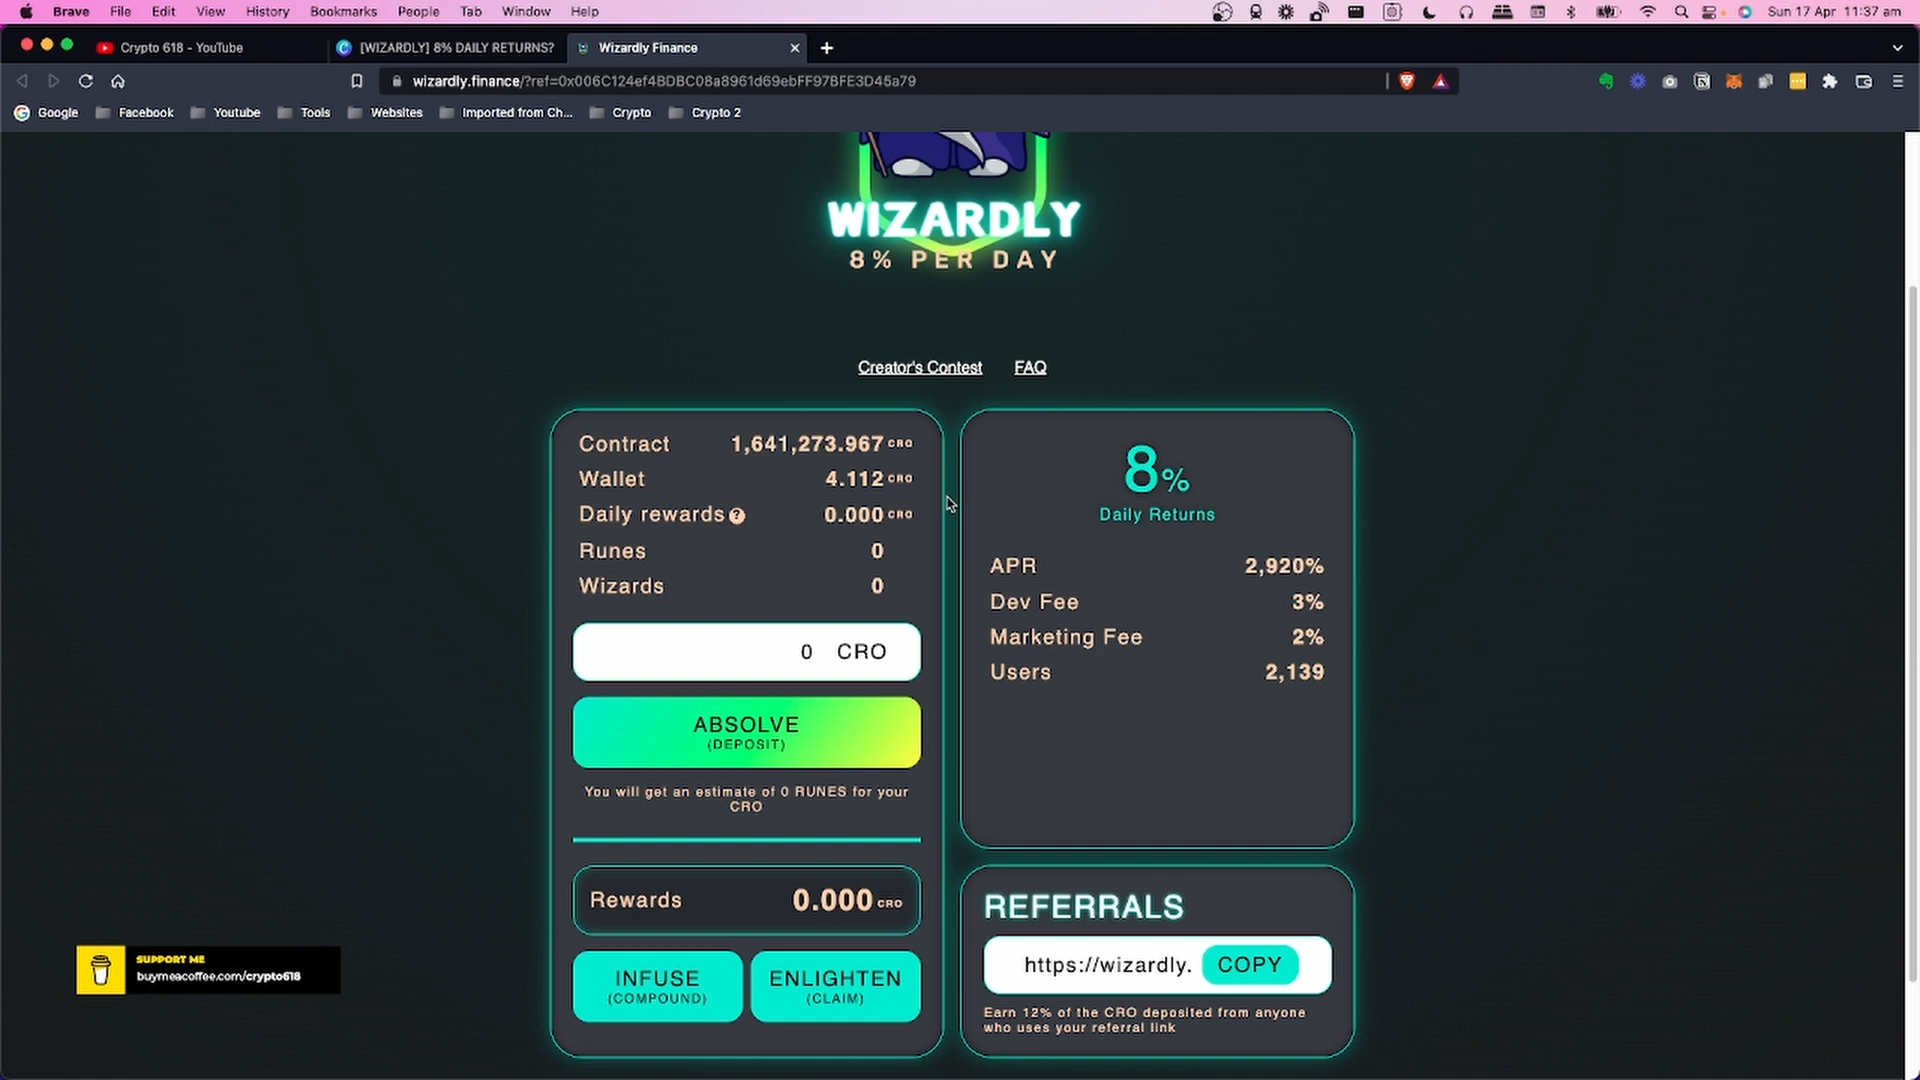 Brave File Edit View History Bookmarks People Tab Window Help Sun 17 Apr 11:37 am
Crypto 618 - YouTube [WIZARDLY] 8% DAILY RETURNS? Wizardly Finance
wizardly.finance/?ref=0x006C124ef4BDBC08a8961d69ebFF97BFE3D45a79
Google Facebook Youtube Tools Websites Imported from Ch... Crypto Crypto 2
WIZARDLY
8% PER DAY
Creator's Contest FAQ
Contract 1,641,273.967 CRO
Wallet 4.112 CRO
Daily rewards ? 0.000 CRO
Runes 0
Wizards 0
0 CRO
ABSOLVE
(DEPOSIT)
You will get an estimate of 0 RUNES for your
CRO
Rewards 0.000 CRO
INFUSE
(COMPOUND)
ENLIGHTEN
(CLAIM)
8%
Daily Returns
APR 2,920%
Dev Fee 3%
Marketing Fee 2%
Users 2,139
REFERRALS
https://wizardly. COPY
Earn 12% of the CRO deposited from anyone
who uses your referral link
SUPPORT ME
buymeacoffee.com/crypto618